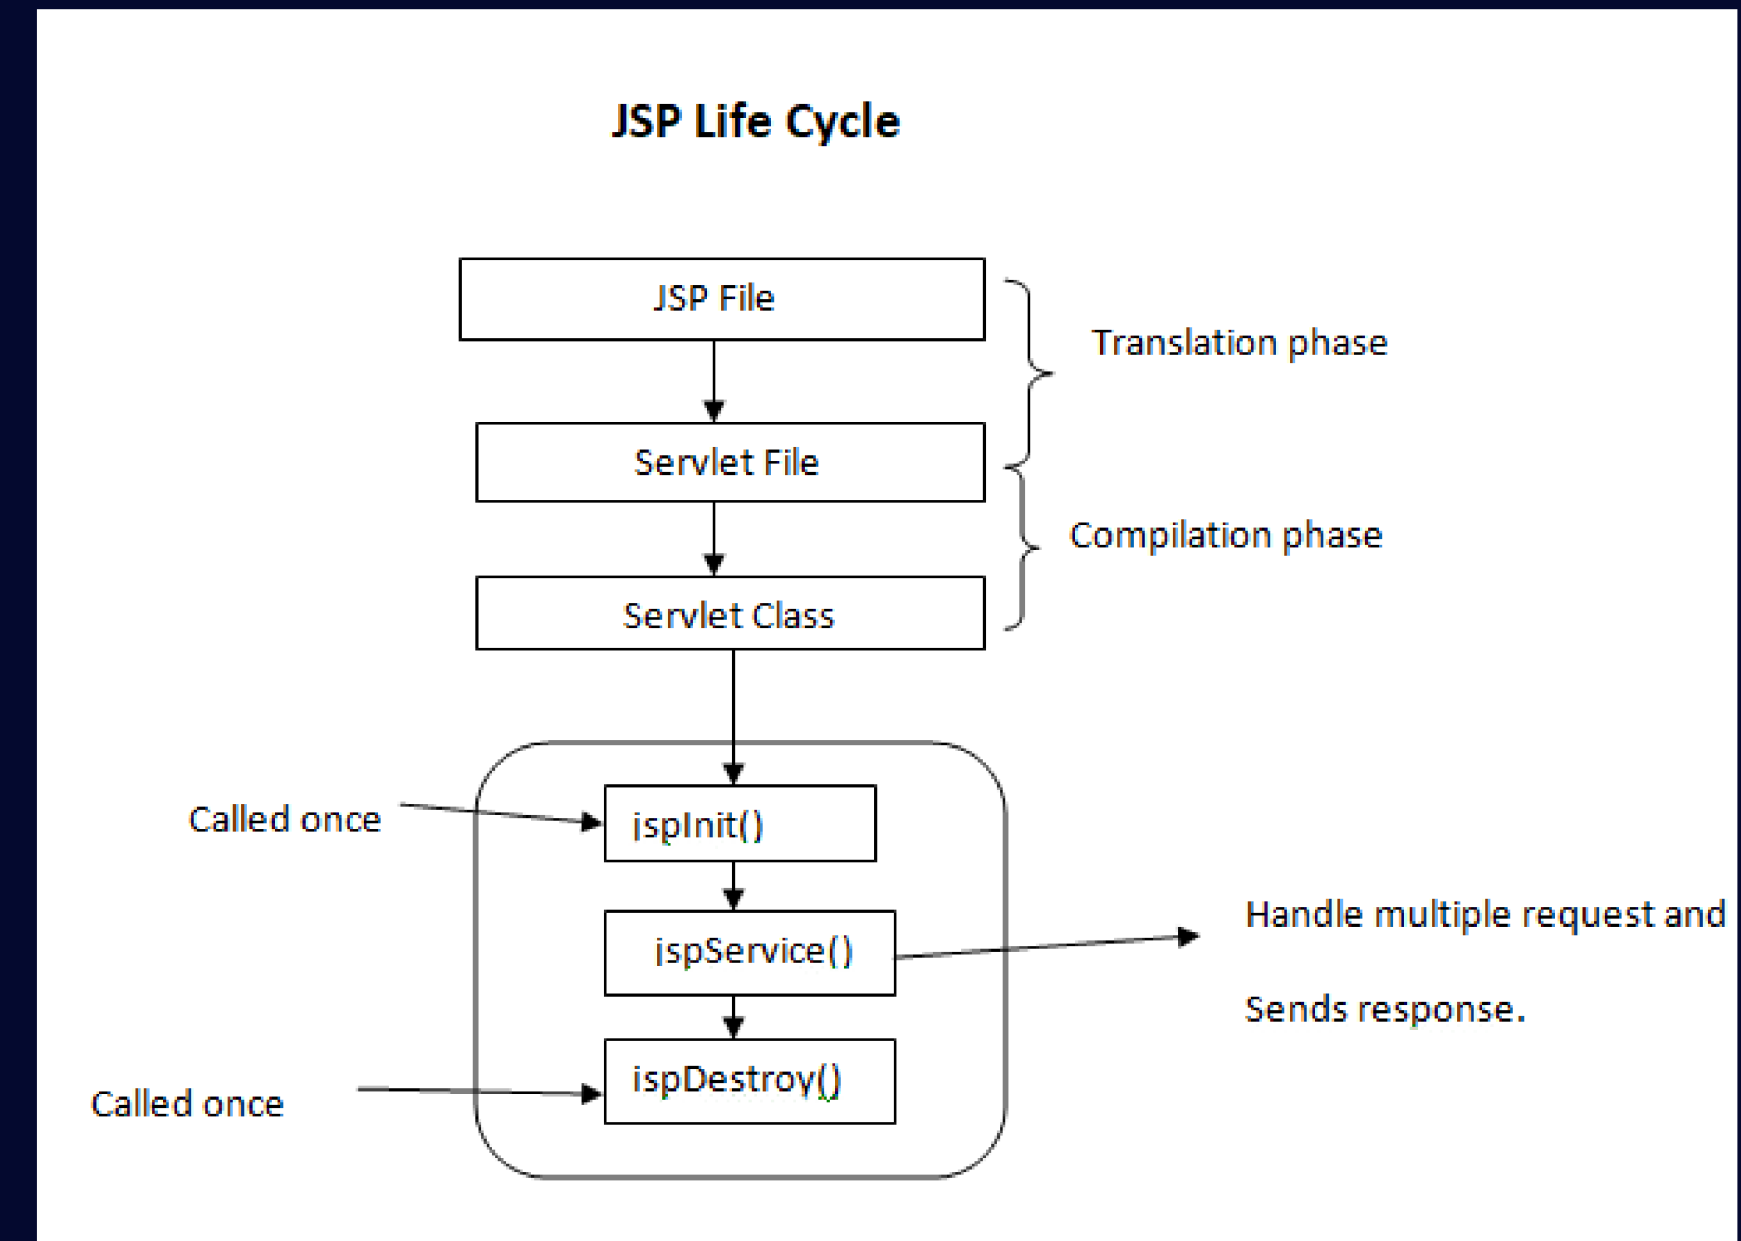 JSP Life Cycle
JSP File
Translation phase
Servlet File
Compilation phase
Servlet Class
Called once
jspInit()
jspService()
Handle multiple request and
Sends response.
jspDestroy()
Called once